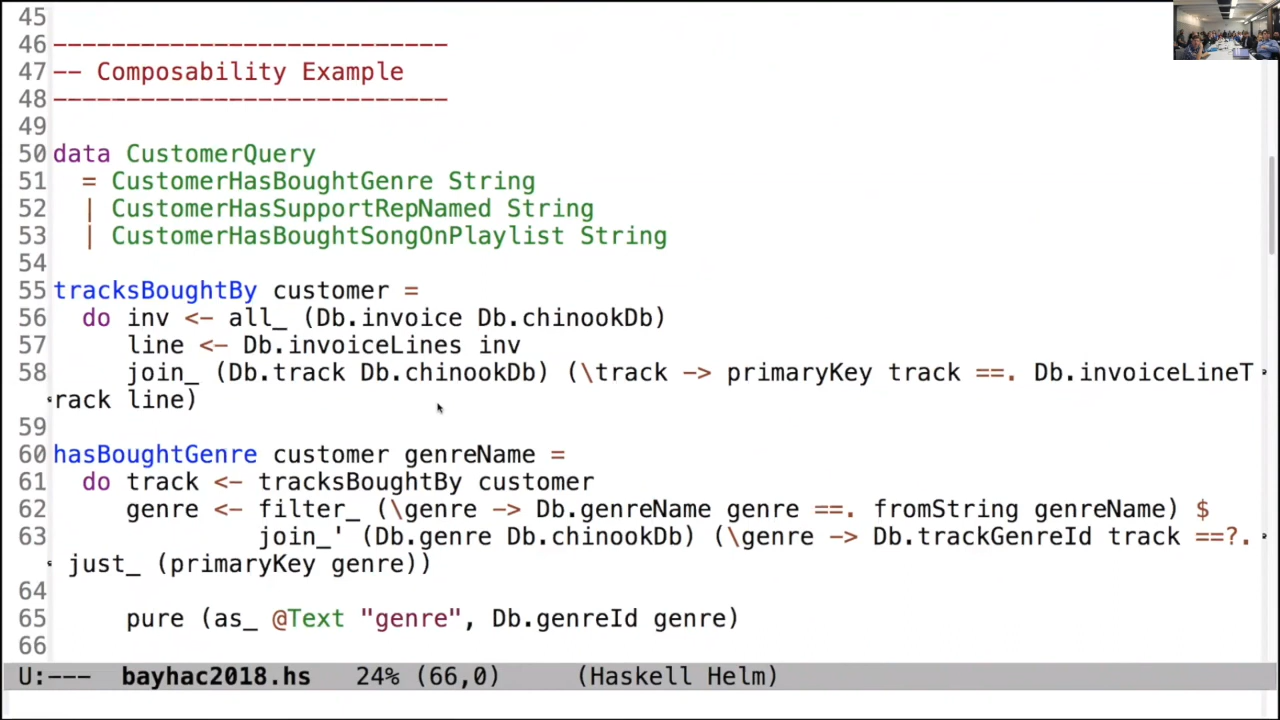 45
46 ---------------------------
47 -- Composability Example
48 ---------------------------
49
50 data CustomerQuery
51   = CustomerHasBoughtGenre String
52   | CustomerHasSupportRepNamed String
53   | CustomerHasBoughtSongOnPlaylist String
54
55 tracksBoughtBy customer =
56   do inv <- all_ (Db.invoice Db.chinookDb)
57      line <- Db.invoiceLines inv
58      join_ (Db.track Db.chinookDb) (\track -> primaryKey track ==. Db.invoiceLineT
rack line)
59
60 hasBoughtGenre customer genreName =
61   do track <- tracksBoughtBy customer
62      genre <- filter_ (\genre -> Db.genreName genre ==. fromString genreName) $
63               join_' (Db.genre Db.chinookDb) (\genre -> Db.trackGenreId track ==?.
 just_ (primaryKey genre))
64
65      pure (as_ @Text "genre", Db.genreId genre)
66
U:---  bayhac2018.hs   24% (66,0)     (Haskell Helm)